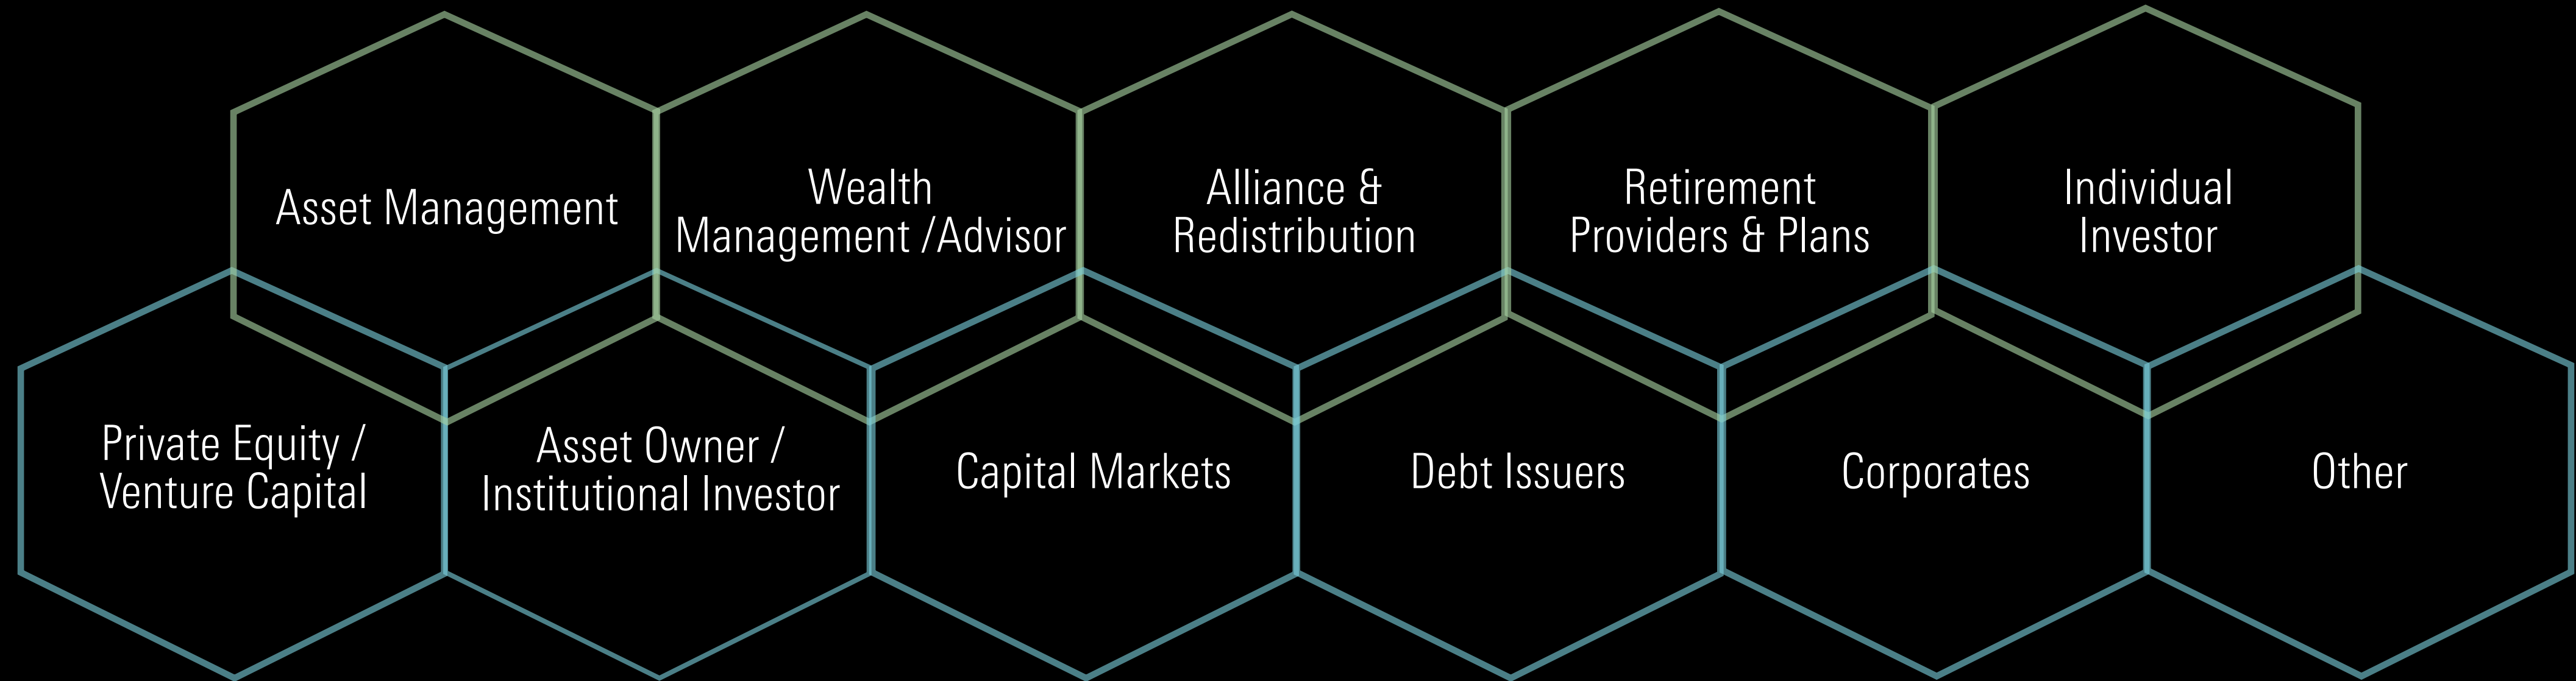 Asset Management
Wealth
Management /Advisor
Alliance &
Redistribution
Retirement
Providers & Plans
Individual
Investor
Private Equity /
Venture Capital
Asset Owner /
Institutional Investor
Capital Markets
Debt Issuers
Corporates
Other